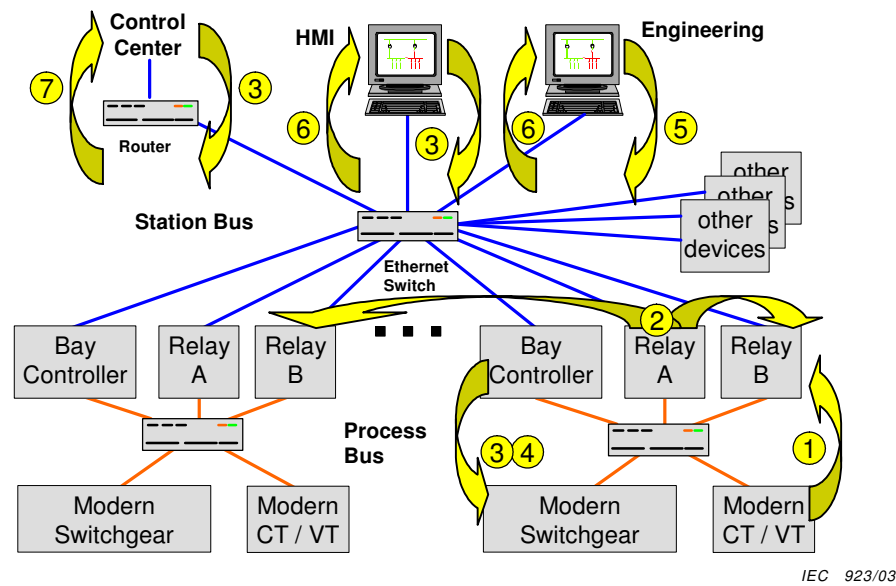 Control
Center
HMI
Engineering
7
3
6
3
6
5
Router
Station Bus
other
other
s
other
s
devices
Ethernet
Switch
2
Bay
Controller
Relay
A
Relay
B
Bay
Controller
Relay
A
Relay
B
Process
Bus
3 4
1
Modern
Switchgear
Modern
CT / VT
Modern
Switchgear
Modern
CT / VT
IEC 923/03